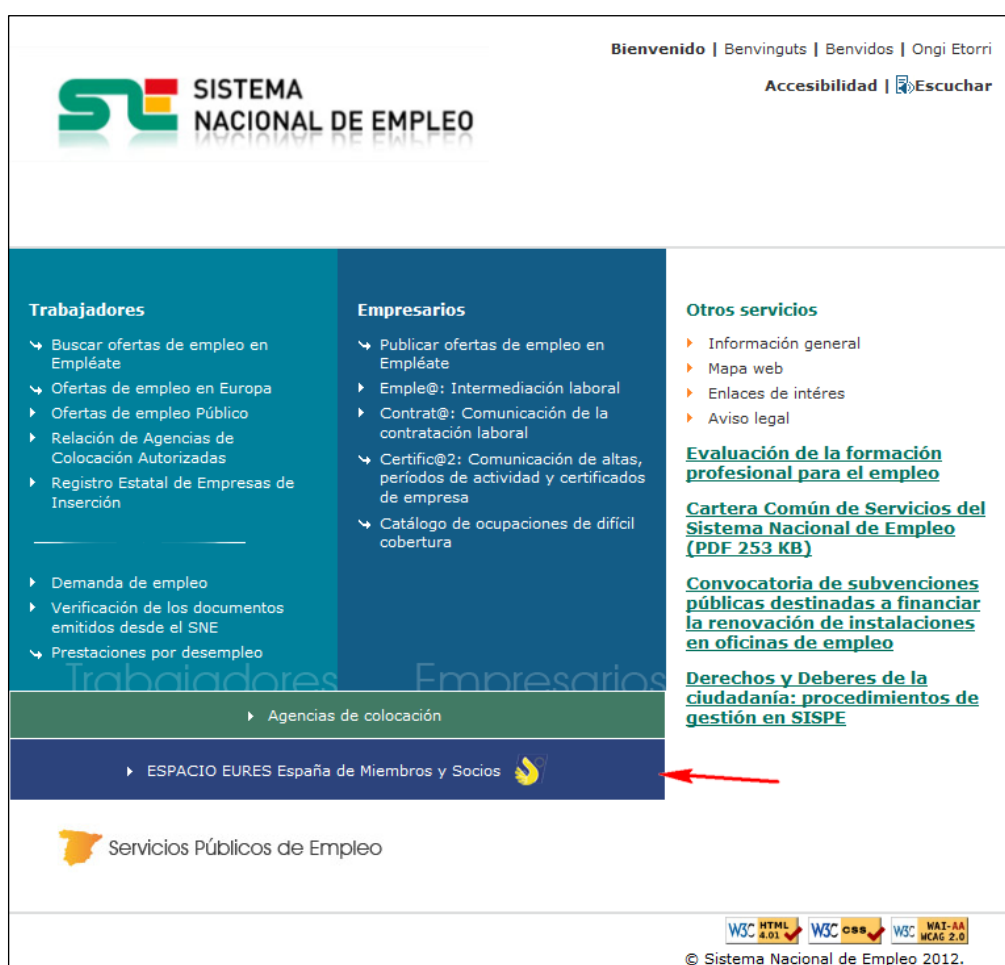 Bienvenido | Benvinguts | Benvidos | Ongi Etorri
Accesibilidad | Escuchar
SNE SISTEMA
NACIONAL DE EMPLEO
Trabajadores
Buscar ofertas de empleo en
Empléate
Ofertas de empleo en Europa
Ofertas de empleo Público
Relación de Agencias de
Colocación Autorizadas
Registro Estatal de Empresas de
Inserción
Demanda de empleo
Verificación de los documentos
emitidos desde el SNE
Prestaciones por desempleo
Trabajadores
Empresarios
Publicar ofertas de empleo en
Empléate
Emple@: Intermediación laboral
Contrat@: Comunicación de la
contratación laboral
Certific@2: Comunicación de altas,
períodos de actividad y certificados
de empresa
Catálogo de ocupaciones de difícil
cobertura
Empresarios
Otros servicios
Información general
Mapa web
Enlaces de intéres
Aviso legal
Evaluación de la formación
profesional para el empleo
Cartera Común de Servicios del
Sistema Nacional de Empleo
(PDF 253 KB)
Convocatoria de subvenciones
públicas destinadas a financiar
la renovación de instalaciones
en oficinas de empleo
Derechos y Deberes de la
ciudadanía: procedimientos de
gestión en SISPE
Agencias de colocación
ESPACIO EURES España de Miembros y Socios
Servicios Públicos de Empleo
W3C HTML 4.01 W3C css W3C WAI-AA WCAG 2.0
© Sistema Nacional de Empleo 2012.